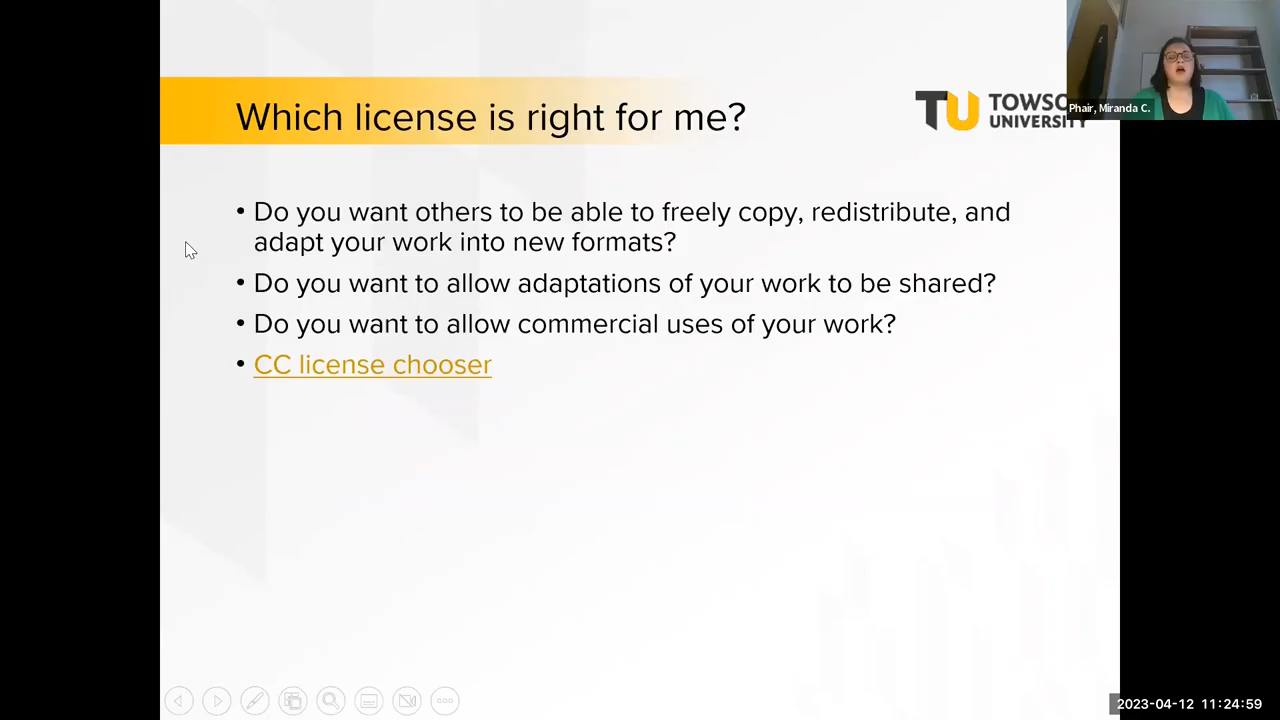 Which license is right for me?
TU TOWSO
UNIVERSITY
Phair, Miranda C.
• Do you want others to be able to freely copy, redistribute, and
adapt your work into new formats?
• Do you want to allow adaptations of your work to be shared?
• Do you want to allow commercial uses of your work?
• CC license chooser
2023-04-12 11:24:59